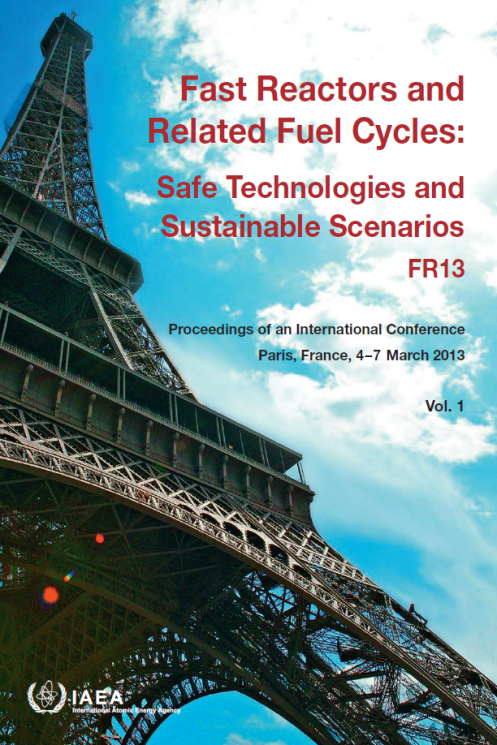 Fast Reactors and
Related Fuel Cycles:
Safe Technologies and
Sustainable Scenarios
FR13
Proceedings of an International Conference
Paris, France, 4–7 March 2013
Vol. 1
IAEA
International Atomic Energy Agency